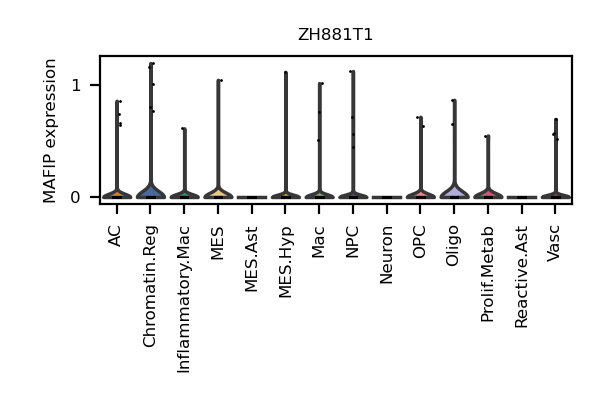 ZH881T1
MAFIP expression
1
0
AC
Chromatin.Reg
Inflammatory.Mac
MES
MES.Ast
MES.Hyp
Mac
NPC
Neuron
OPC
Oligo
Prolif.Metab
Reactive.Ast
Vasc